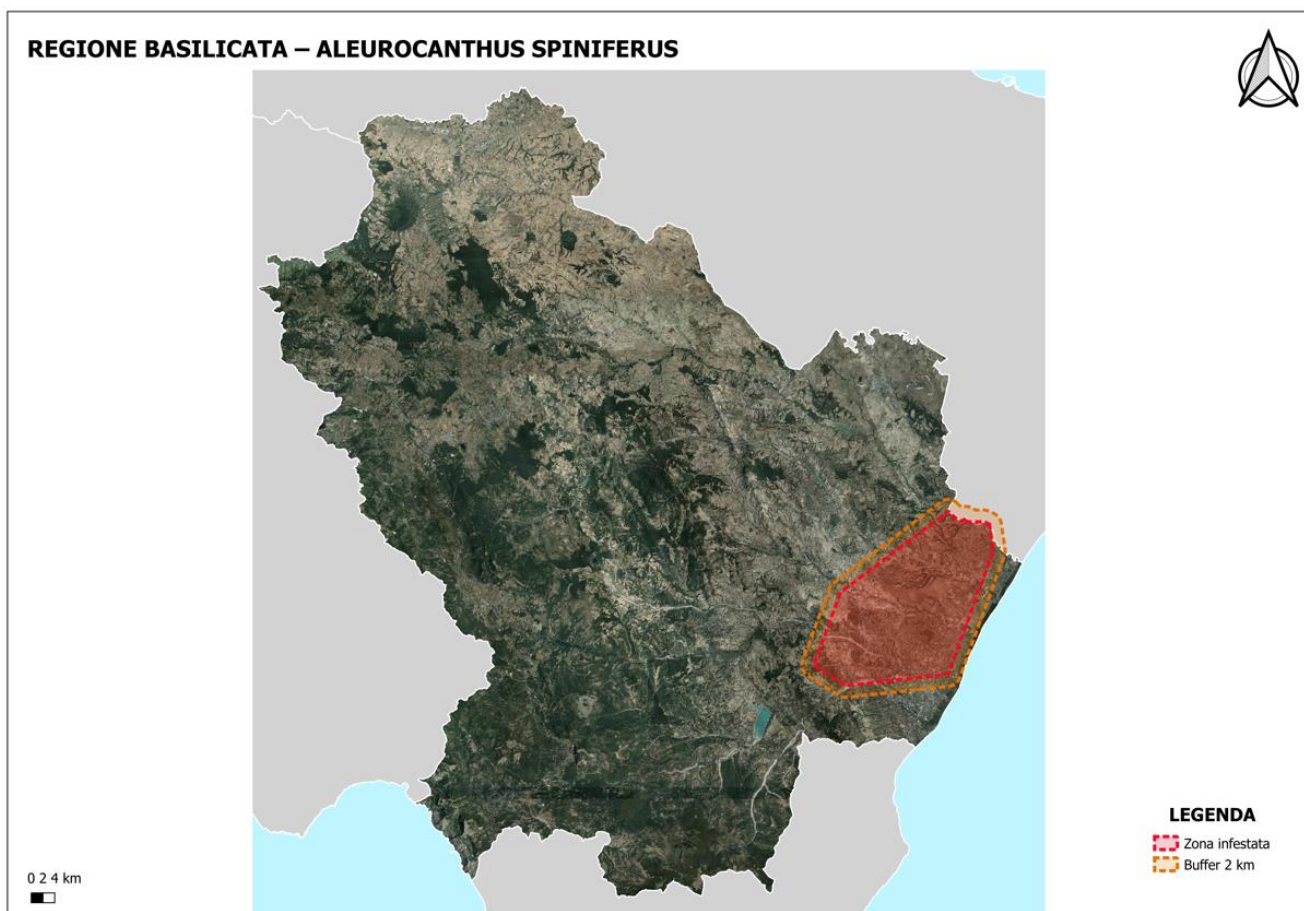 REGIONE BASILICATA – ALEUROCANTHUS SPINIFERUS
LEGENDA
Zona infestata
Buffer 2 km
0 2 4 km